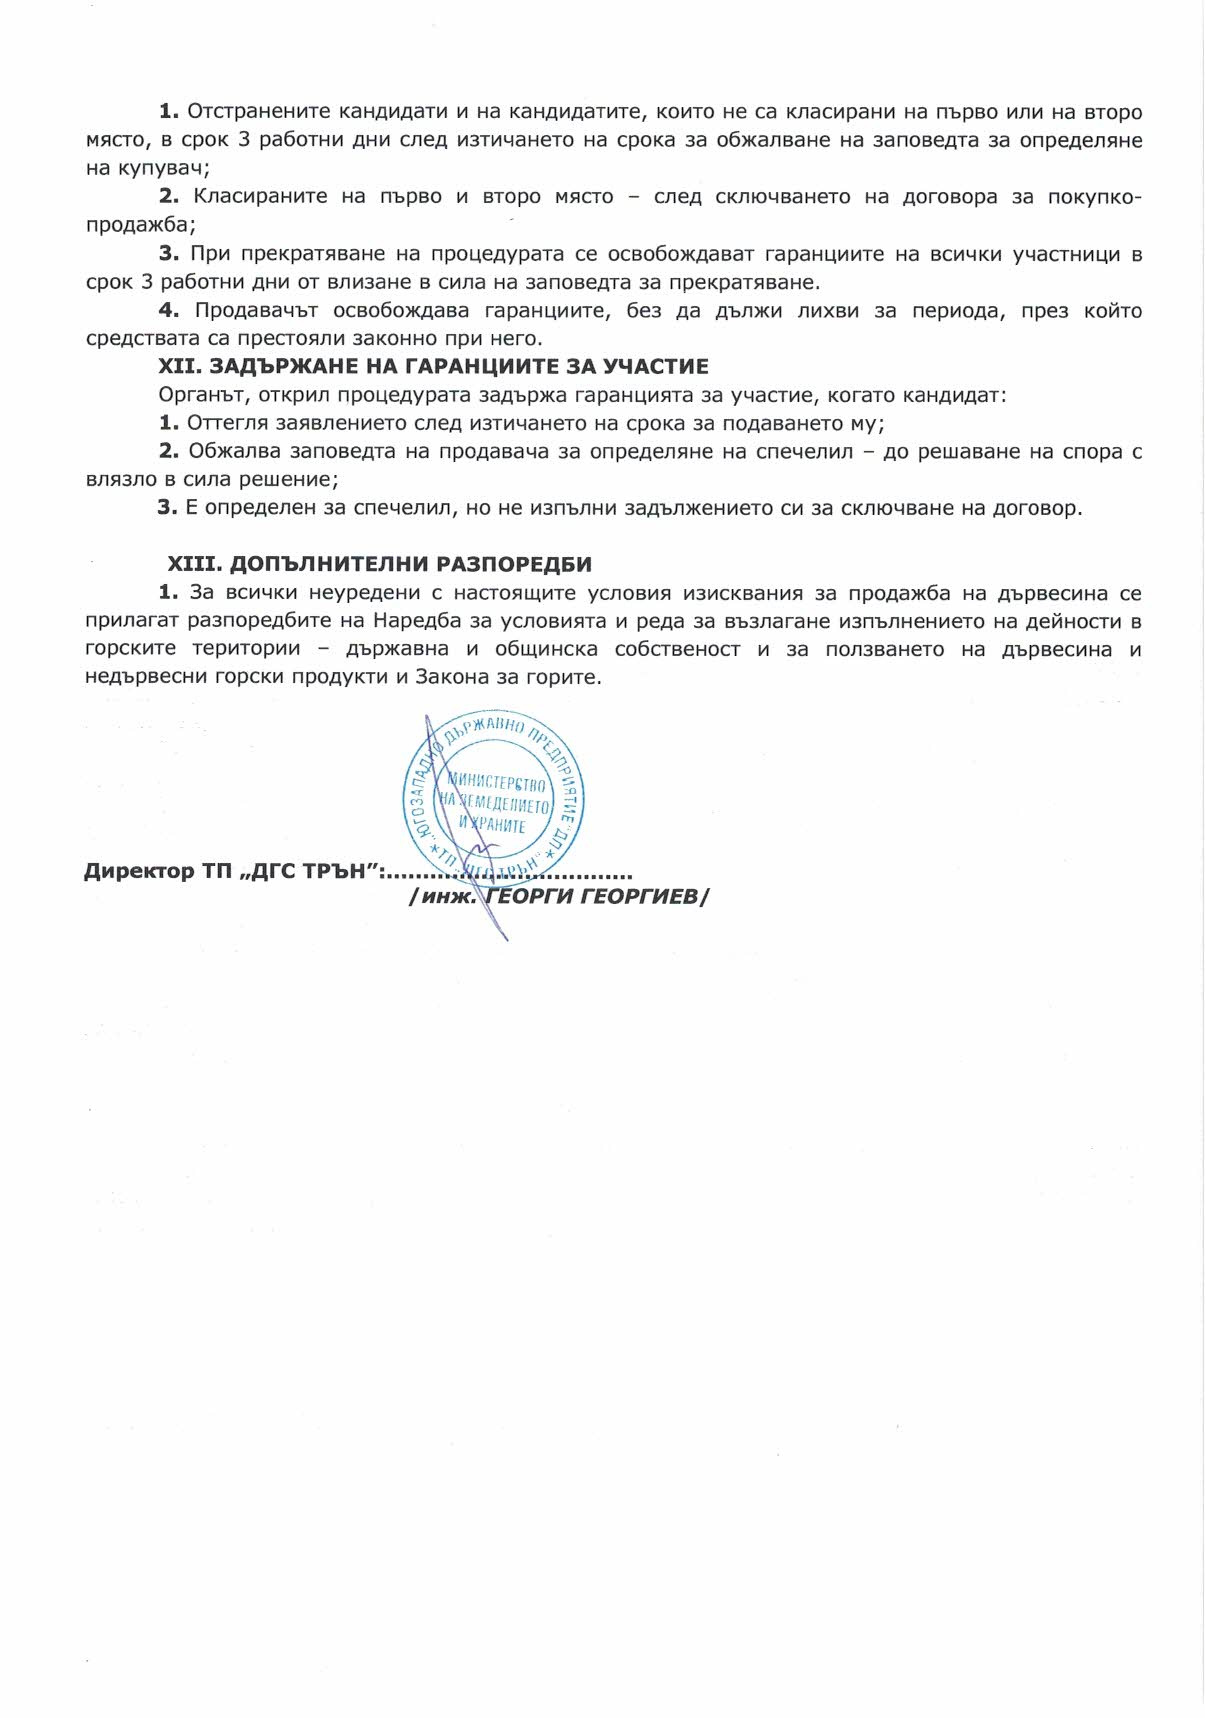 1. Отстранените кандидати и на кандидатите, които не са класирани на първо или на второ
място, в срок 3 работни дни след изтичането на срока за обжалване на заповедта за определяне
на купувач;
2. Класираните на първо и второ място – след сключването на договора за покупко-
продажба;
3. При прекратяване на процедурата се освобождават гаранциите на всички участници в
срок 3 работни дни от влизане в сила на заповедта за прекратяване.
4. Продавачът освобождава гаранциите, без да дължи лихви за периода, през който
средствата са престояли законно при него.
XII. ЗАДЪРЖАНЕ НА ГАРАНЦИИТЕ ЗА УЧАСТИЕ
Органът, открил процедурата задържа гаранцията за участие, когато кандидат:
1. Оттегля заявлението след изтичането на срока за подаването му;
2. Обжалва заповедта на продавача за определяне на спечелил – до решаване на спора с
влязло в сила решение;
3. Е определен за спечелил, но не изпълни задължението си за сключване на договор.
XIII. ДОПЪЛНИТЕЛНИ РАЗПОРЕДБИ
1. За всички неуредени с настоящите условия изисквания за продажба на дървесина се
прилагат разпоредбите на Наредба за условията и реда за възлагане изпълнението на дейности в
горските територии – държавна и общинска собственост и за ползването на дървесина и
недървесни горски продукти и Закона за горите.
"ЮГОЗАПАДНО ДЪРЖАВНО ПРЕДПРИЯТИЕ" ДП
МИНИСТЕРСТВО
НА ЗЕМЕДЕЛИЕТО
И ХРАНИТЕ
ТП "ДГС ТРЪН"
Директор ТП „ДГС ТРЪН”:..................................
/инж. ГЕОРГИ ГЕОРГИЕВ/